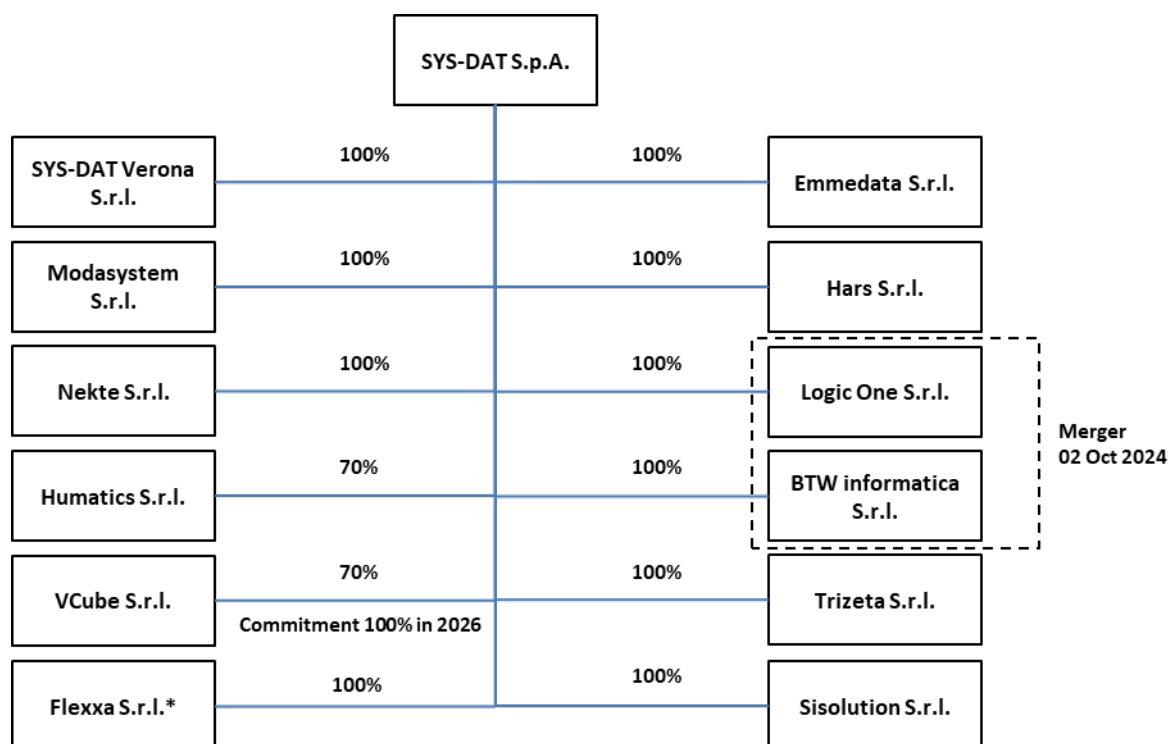 SYS-DAT S.p.A.
SYS-DAT Verona
S.r.l.
100%
100%
Emmedata S.r.l.
Modasystem
S.r.l.
100%
100%
Hars S.r.l.
Nekte S.r.l.
100%
100%
Logic One S.r.l.
Merger
02 Oct 2024
Humatics S.r.l.
70%
100%
BTW informatica
S.r.l.
VCube S.r.l.
70%
Commitment 100% in 2026
100%
Trizeta S.r.l.
Flexxa S.r.l.*
100%
100%
Sisolution S.r.l.